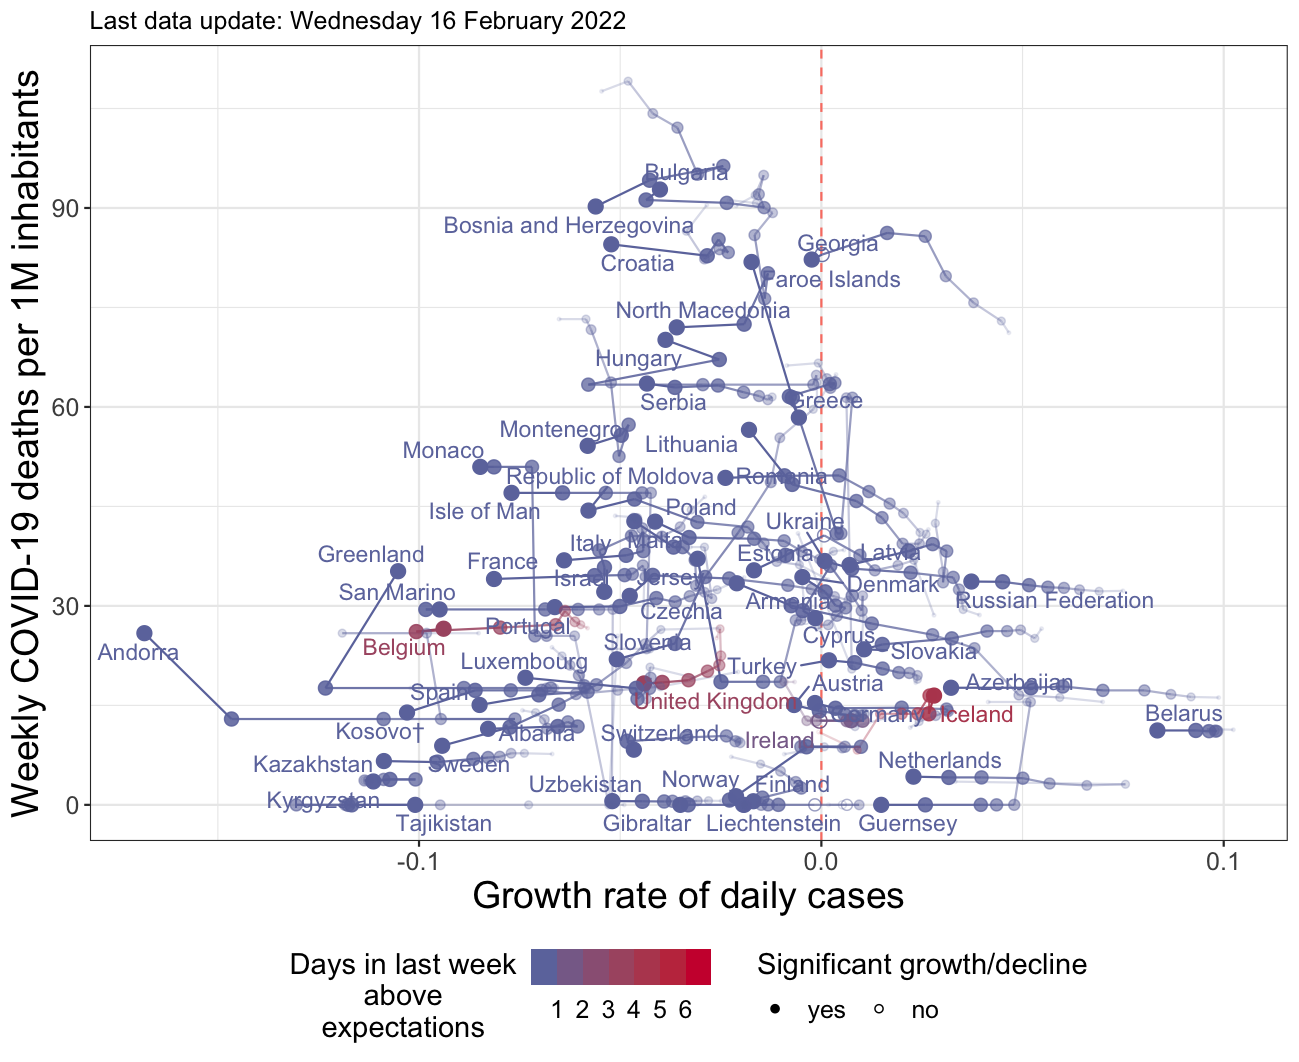 Last data update: Wednesday 16 February 2022
Weekly COVID-19 deaths per 1M inhabitants
90
60
30
0
Bulgaria
Bosnia and Herzegovina
Croatia
Georgia
Faroe Islands
North Macedonia
Hungary
Serbia
Greece
Montenegro
Lithuania
Monaco
Republic of Moldova
Romania
Isle of Man
Poland
Ukraine
Italy
Malta
Estonia
Latvia
Greenland
France
Israel
Jersey
Denmark
San Marino
Czechia
Armenia
Russian Federation
Portugal
Belgium
Slovenia
Cyprus
Slovakia
Andorra
Luxembourg
Turkey
Spain
Austria
Azerbaijan
United Kingdom
Germany
Iceland
Belarus
Kosovo†
Albania
Switzerland
Ireland
Kazakhstan
Sweden
Netherlands
Uzbekistan
Norway
Finland
Kyrgyzstan
Tajikistan
Gibraltar
Liechtenstein
Guernsey
-0.1
0.0
0.1
Growth rate of daily cases
Days in last week
above
expectations
1 2 3 4 5 6
Significant growth/decline
yes
no